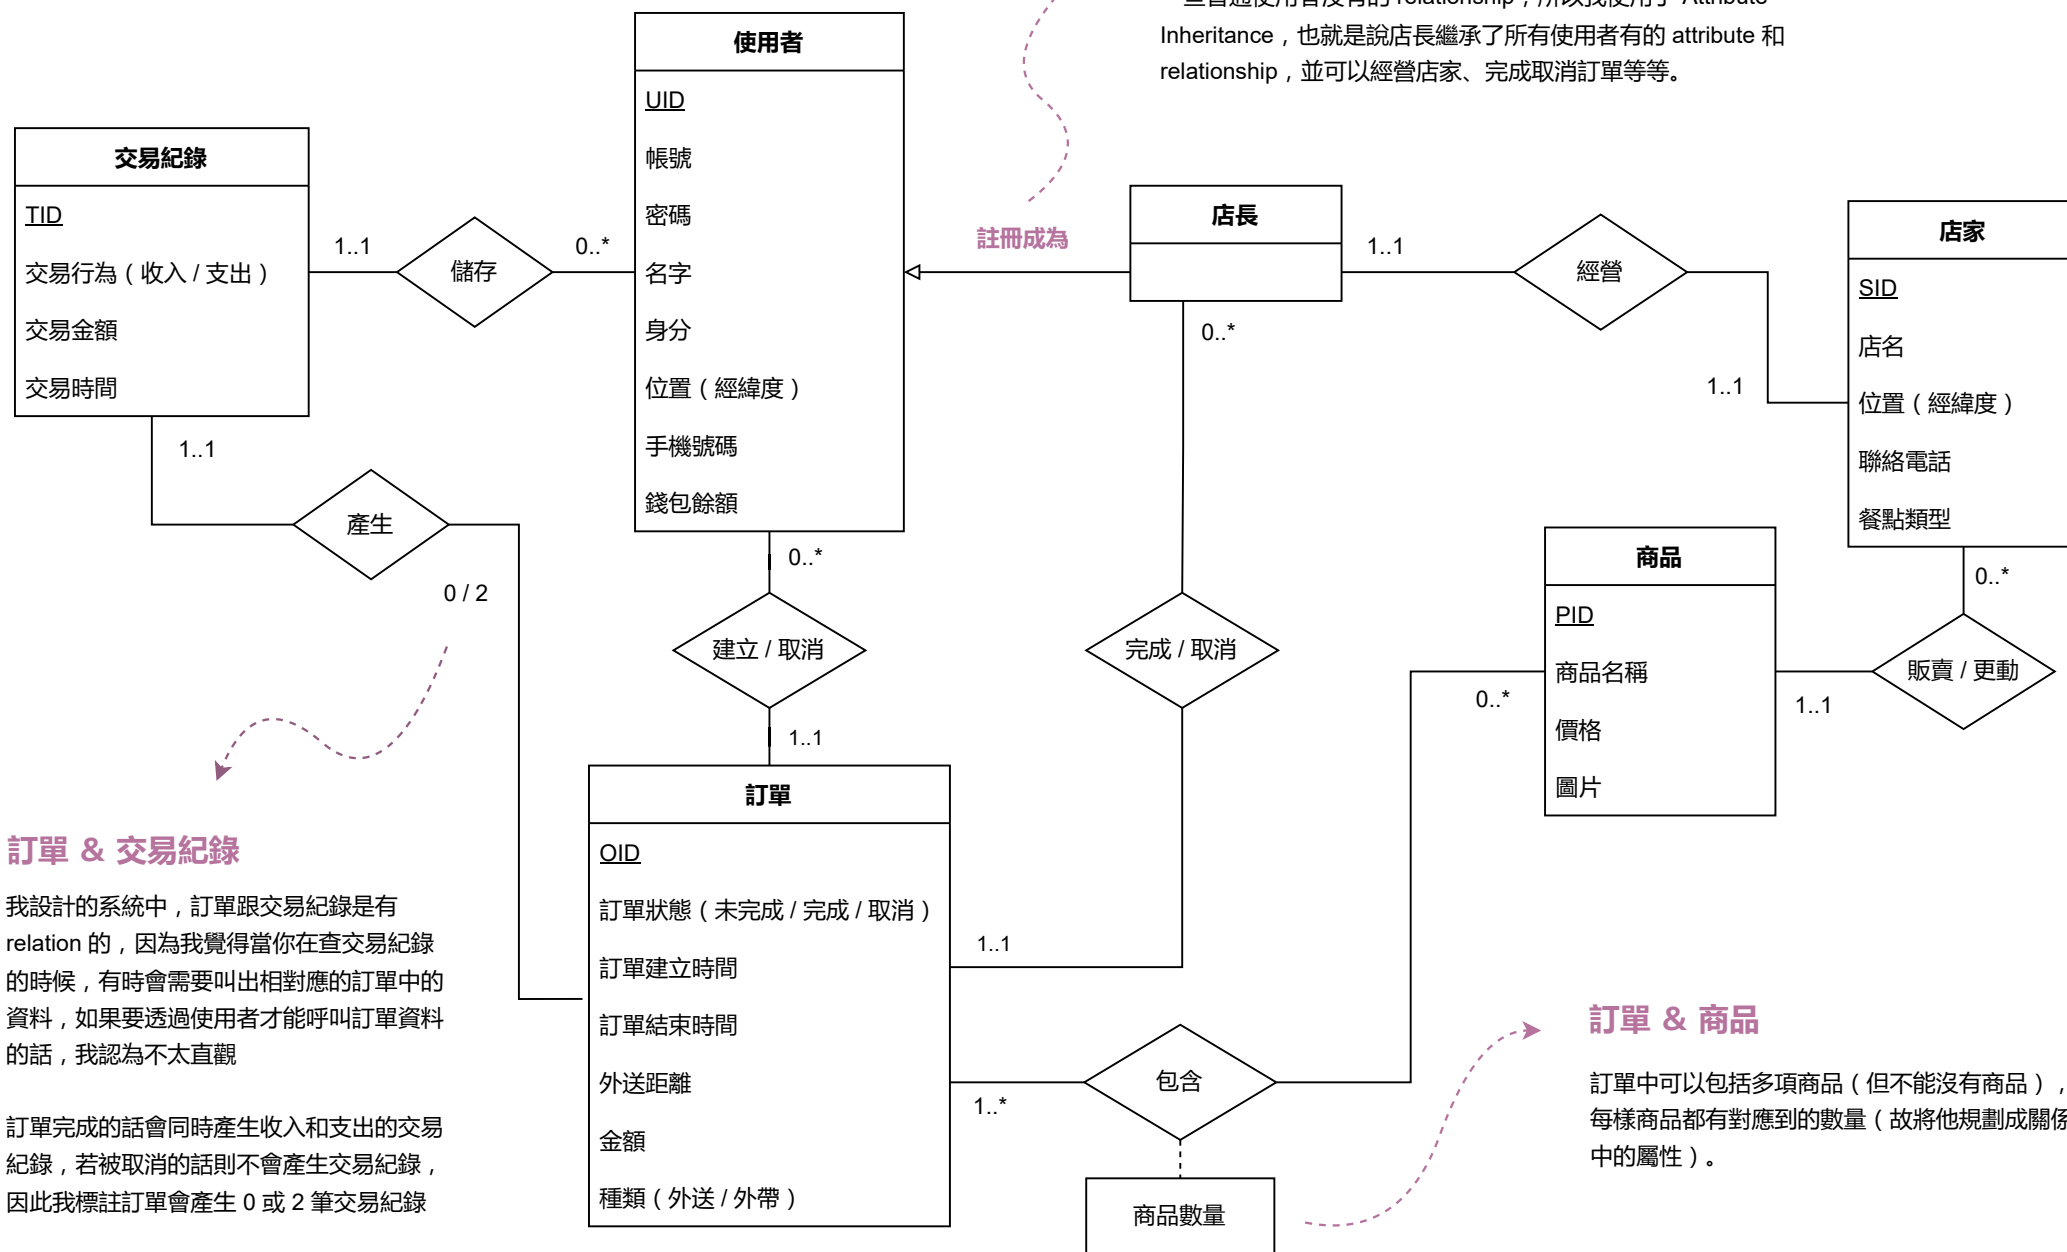 一些普通使用者沒有的 relationship，所以我使用了 Attribute
Inheritance，也就是說店長繼承了所有使用者有的 attribute 和
relationship，並可以經營店家、完成取消訂單等等。
使用者
UID
帳號
密碼
名字
身分
位置（經緯度）
手機號碼
錢包餘額
交易紀錄
TID
交易行為（收入 / 支出）
交易金額
交易時間
1..1
儲存
0..*
註冊成為
店長
1..1
經營
1..1
店家
SID
店名
位置（經緯度）
聯絡電話
餐點類型
0..*
1..1
產生
0 / 2
0..*
建立 / 取消
1..1
完成 / 取消
商品
PID
商品名稱
價格
圖片
0..*
販賣 / 更動
1..1
0..*
訂單
OID
訂單狀態（未完成 / 完成 / 取消）
訂單建立時間
訂單結束時間
外送距離
金額
種類（外送 / 外帶）
1..1
1..*
包含
商品數量
訂單 & 交易紀錄
我設計的系統中，訂單跟交易紀錄是有
relation 的，因為我覺得當你在查交易紀錄
的時候，有時會需要叫出相對應的訂單中的
資料，如果要透過使用者才能呼叫訂單資料
的話，我認為不太直觀
訂單完成的話會同時產生收入和支出的交易
紀錄，若被取消的話則不會產生交易紀錄，
因此我標註訂單會產生 0 或 2 筆交易紀錄
訂單 & 商品
訂單中可以包括多項商品（但不能沒有商品），
每樣商品都有對應到的數量（故將他規劃成關係
中的屬性）。